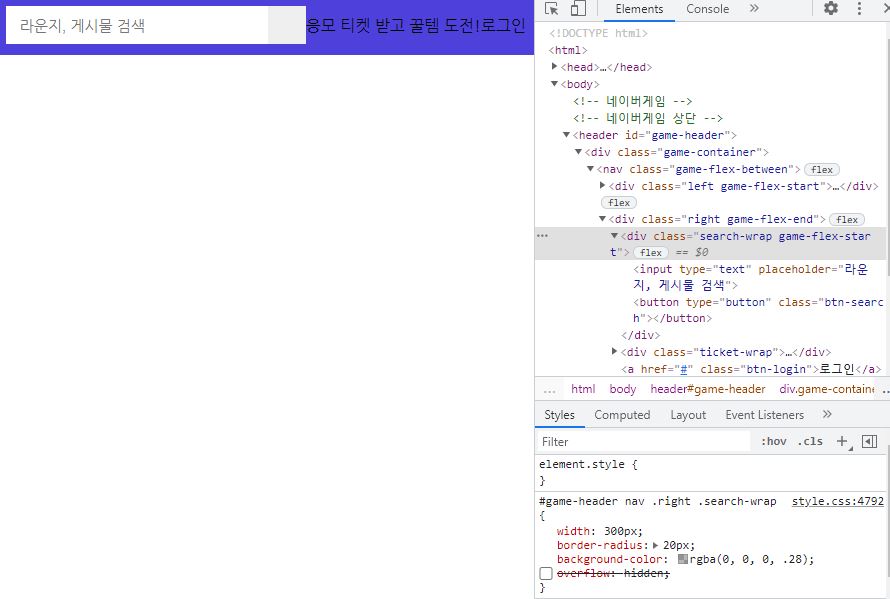 라운지, 게시물 검색 응모 티켓 받고 꿀템 도전!로그인
Elements Console »
<!DOCTYPE html>
<html>
<head>…</head>
<body>
<!-- 네이버게임 -->
<!-- 네이버게임 상단 -->
<header id="game-header">
<div class="game-container">
<nav class="game-flex-between"> flex
<div class="left game-flex-start">…</div>
flex
<div class="right game-flex-end"> flex
<div class="search-wrap game-flex-star
t"> flex == $0
<input type="text" placeholder="라운
지, 게시물 검색">
<button type="button" class="btn-searc
h"></button>
</div>
<div class="ticket-wrap">…</div>
<a href="#" class="btn-login">로그인</a>
... html body header#game-header div.game-containe ..
Styles Computed Layout Event Listeners »
Filter :hov .cls +
element.style {
}
#game-header nav .right .search-wrap style.css:4792
{
width: 300px;
border-radius: 20px;
background-color: rgba(0, 0, 0, .28);
overflow: hidden;
}